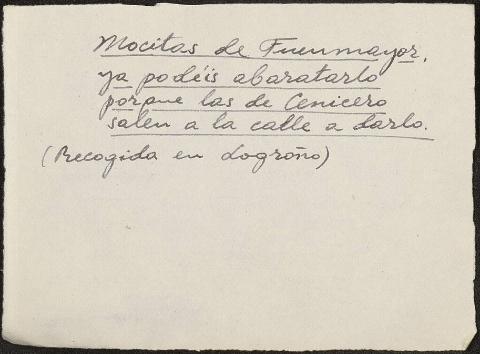 Mocitas de Fuenmayor,
ya podéis abaratarlo
porque las de Cenicero
salen a la calle a darlo.
(Recogida en Logroño)